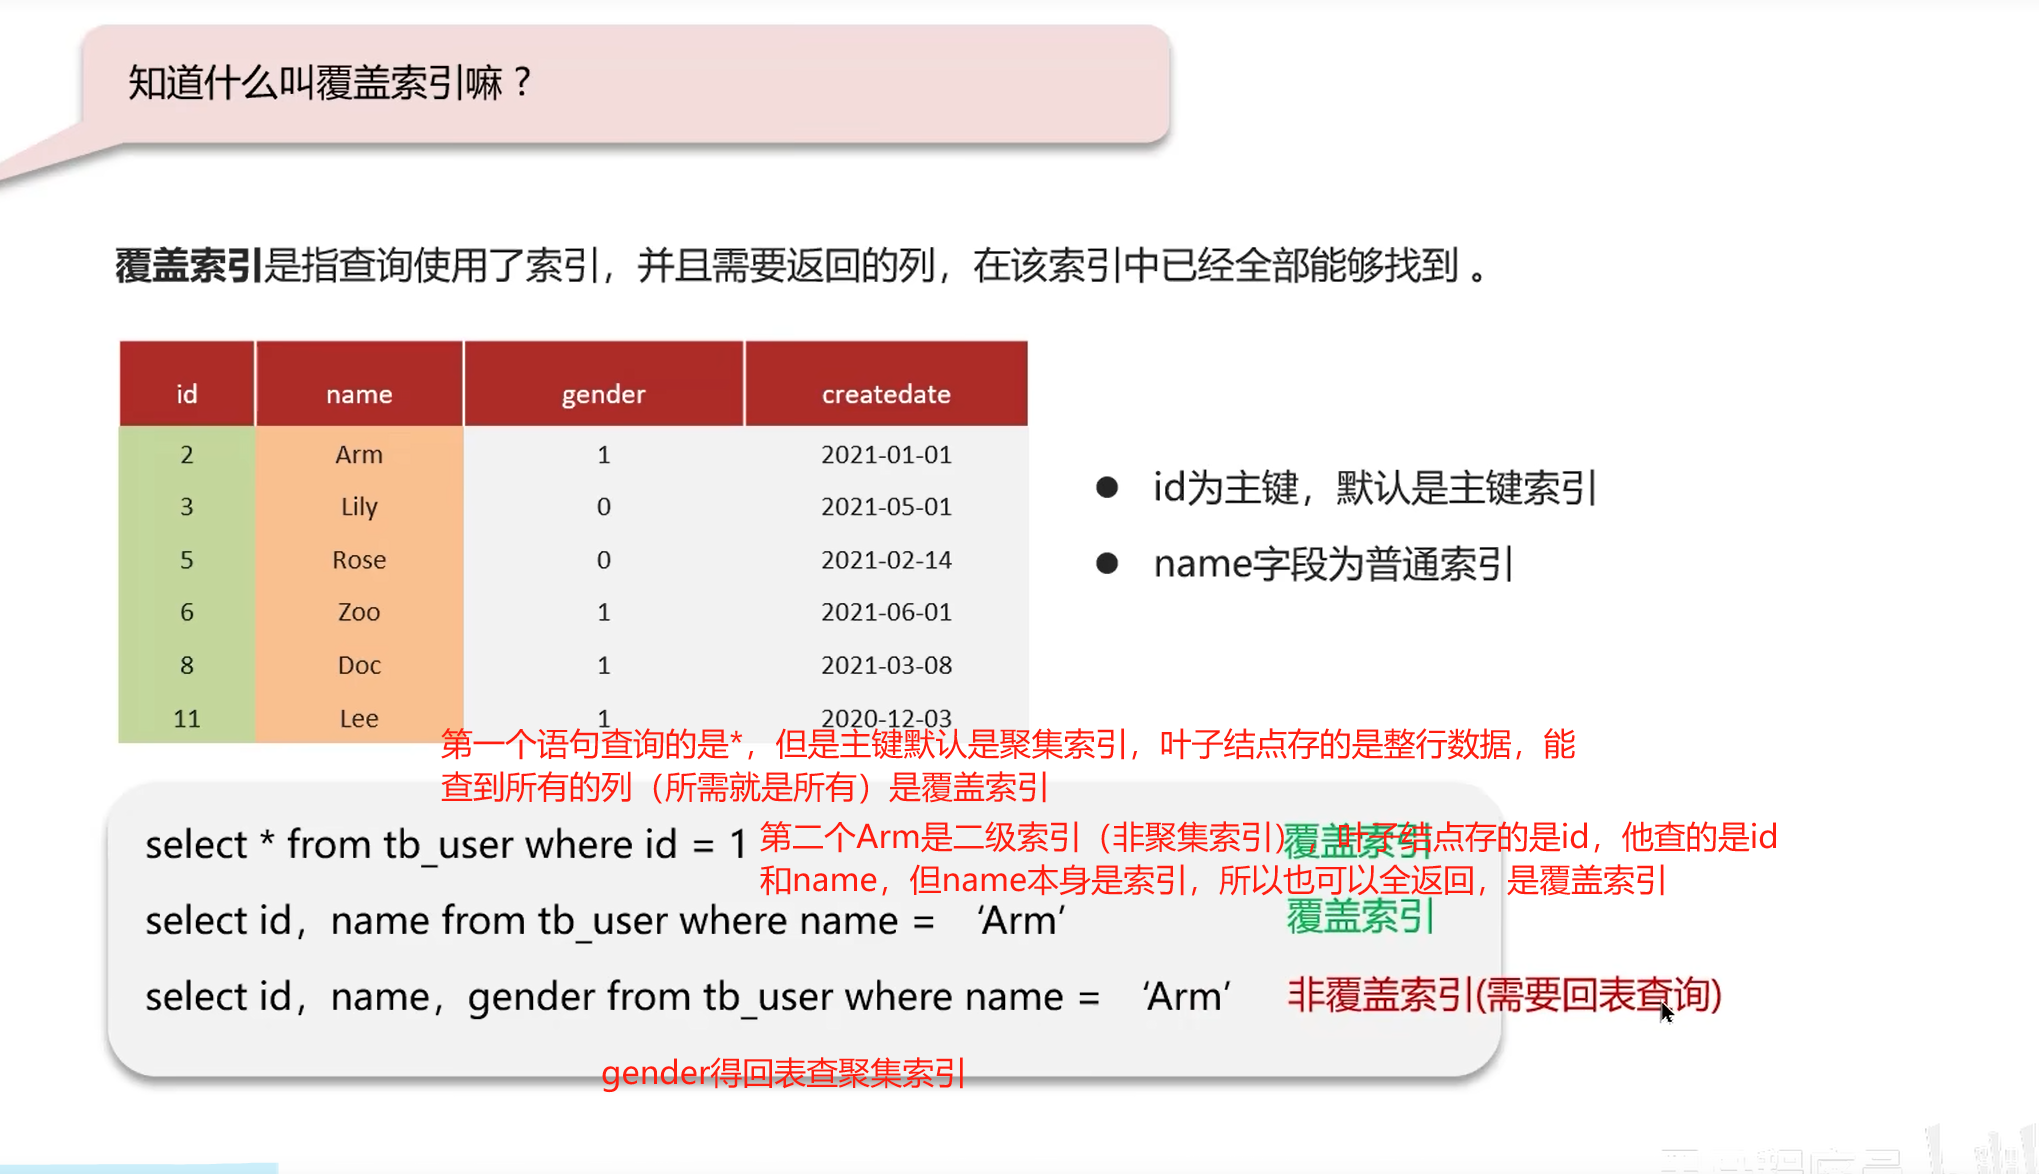 知道什么叫覆盖索引嘛？
覆盖索引是指查询使用了索引，并且需要返回的列，在该索引中已经全部能够找到 。
id name gender createdate
2 Arm 1 2021-01-01
3 Lily 0 2021-05-01
5 Rose 0 2021-02-14
6 Zoo 1 2021-06-01
8 Doc 1 2021-03-08
11 Lee 1 2020-12-03
● id为主键，默认是主键索引
● name字段为普通索引
第一个语句查询的是*，但是主键默认是聚集索引，叶子结点存的是整行数据，能
查到所有的列（所需就是所有）是覆盖索引
select * from tb_user where id = 1
覆盖索引
第二个Arm是二级索引（非聚集索引），叶子结点存的是id，他查的是id
和name，但name本身是索引，所以也可以全返回，是覆盖索引
select id，name from tb_user where name = ‘Arm’
覆盖索引
select id，name，gender from tb_user where name = ‘Arm’
非覆盖索引(需要回表查询)
gender得回表查聚集索引